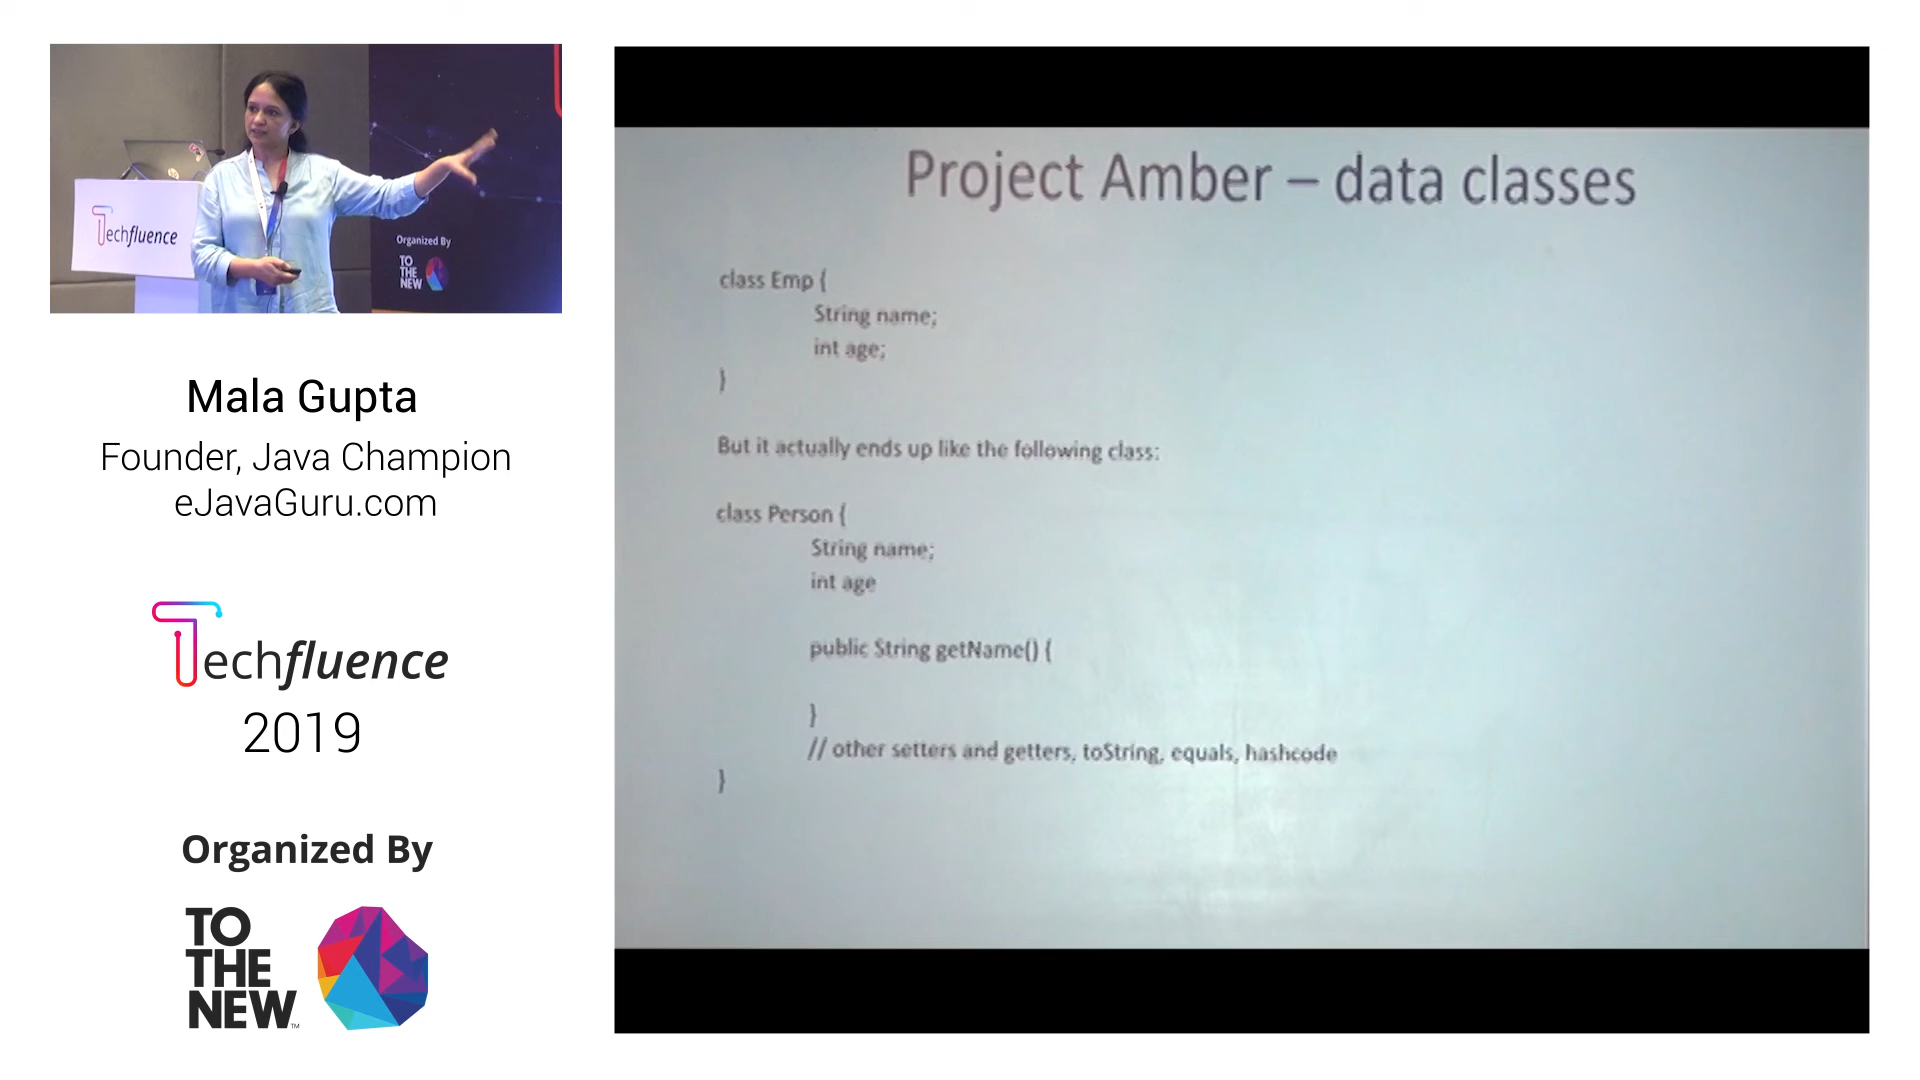 Techfluence
Organized By
TO
THE
NEW
Mala Gupta
Founder, Java Champion
eJavaGuru.com
Techfluence
2019
Organized By
TO
THE
NEW™
Project Amber – data classes
class Emp {
String name;
int age;
}
But it actually ends up like the following class:
class Person {
String name;
int age
public String getName() {
}
// other setters and getters, toString, equals, hashcode
}